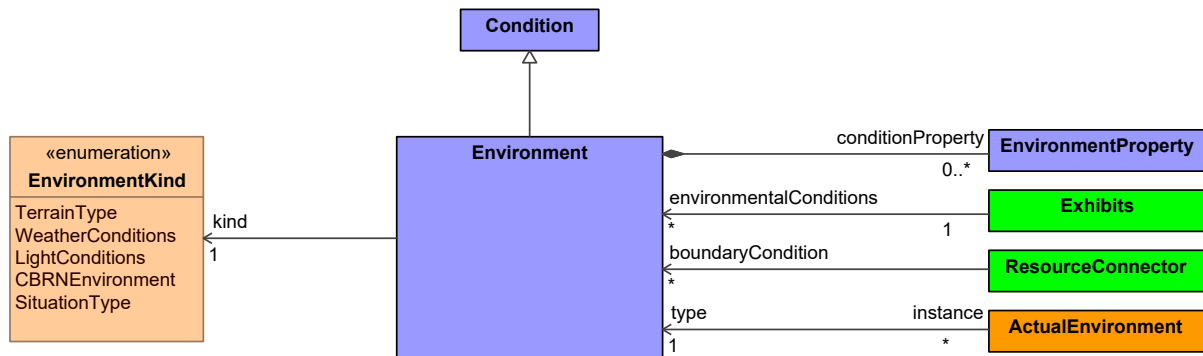 Condition
«enumeration»
EnvironmentKind
TerrainType
WeatherConditions
LightConditions
CBRNEnvironment
SituationType
kind
1
Environment
conditionProperty
0..*
EnvironmentProperty
environmentalConditions
*
1
Exhibits
boundaryCondition
*
ResourceConnector
type
1
instance
*
ActualEnvironment